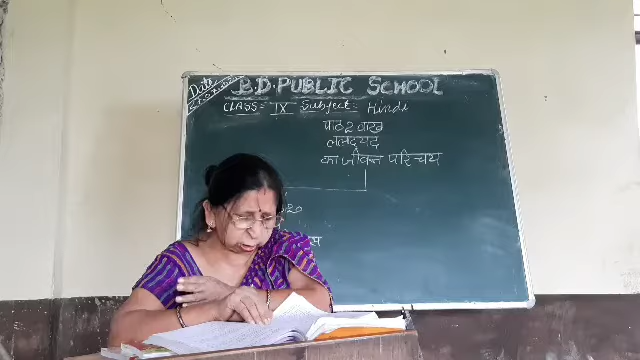 Date
B.D. PUBLIC SCHOOL
CLASS:- IX Subject:- Hindi
पाठ 2 वाख
ललद्यद
का जीवन परिचय